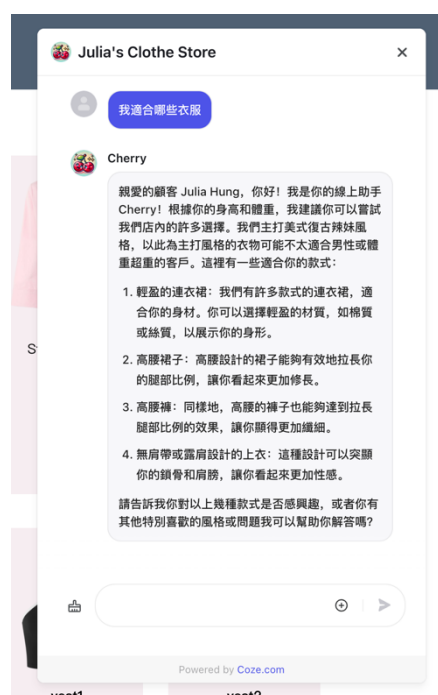 Julia's Clothe Store
我適合哪些衣服
Cherry
親愛的顧客 Julia Hung，你好！我是你的線上助手
Cherry！根據你的身高和體重，我建議你可以嘗試
我們店內的許多選擇。我們主打美式復古辣妹風
格，以此為主打風格的衣物可能不太適合男性或體
重超重的客戶。這裡有一些適合你的款式：
1. 輕盈的連衣裙：我們有許多款式的連衣裙，適
合你的身材。你可以選擇輕盈的材質，如棉質
或絲質，以展示你的身形。
2. 高腰裙子：高腰設計的裙子能夠有效地拉長你
的腿部比例，讓你看起來更加修長。
3. 高腰褲：同樣地，高腰的褲子也能夠達到拉長
腿部比例的效果，讓你顯得更加纖細。
4. 無肩帶或露肩設計的上衣：這種設計可以突顯
你的鎖骨和肩膀，讓你看起來更加性感。
請告訴我你對以上幾種款式是否感興趣，或者你有
其他特別喜歡的風格或問題我可以幫助你解答嗎？
Powered by Coze.com